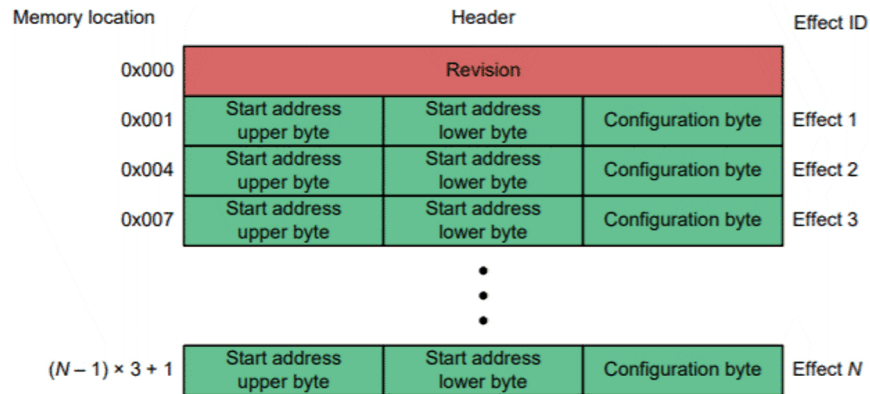 Memory location Header Effect ID
0x000 Revision
0x001 Start address upper byte Start address lower byte Configuration byte Effect 1
0x004 Start address upper byte Start address lower byte Configuration byte Effect 2
0x007 Start address upper byte Start address lower byte Configuration byte Effect 3
(N – 1) × 3 + 1 Start address upper byte Start address lower byte Configuration byte Effect N